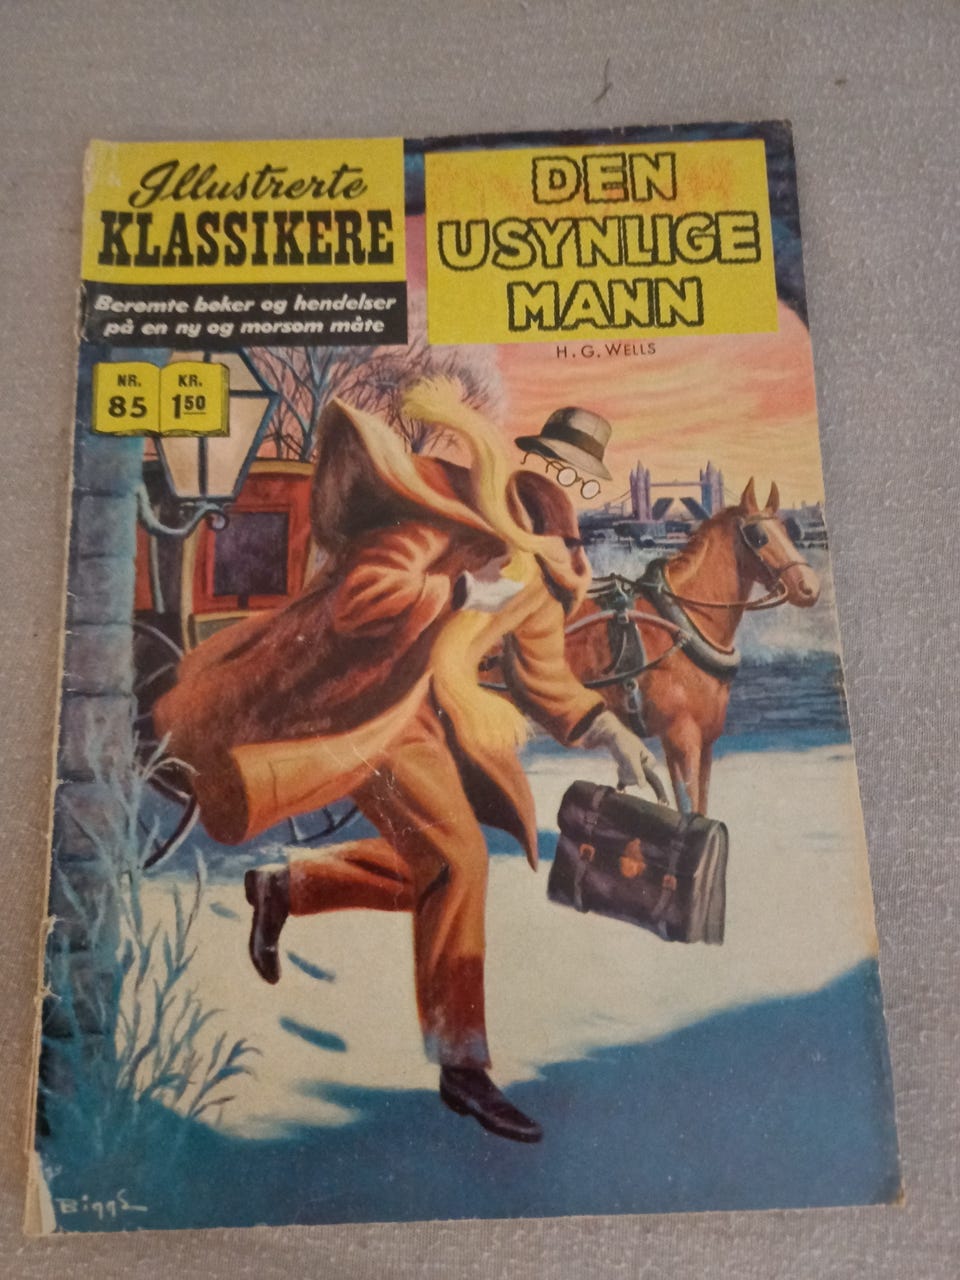 Illustrerte
KLASSIKERE
Berømte bøker og hendelser
på en ny og morsom måte
DEN
USYNLIGE
MANN
H. G. WELLS
NR.
85
KR.
1 50
Biggs